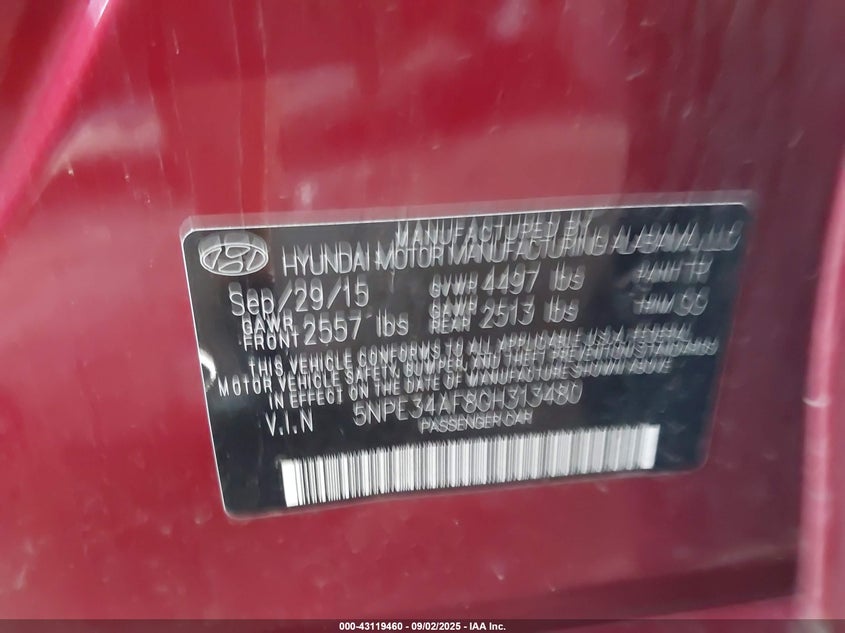 MANUFACTURED BY
HYUNDAI MOTOR MANUFACTURING ALABAMA, LLC
Sep/29/15 GVWR 4497 lbs
GAWR FRONT 2557 lbs GAWR REAR 2513 lbs
THIS VEHICLE CONFORMS TO ALL APPLICABLE U.S.A. FEDERAL
MOTOR VEHICLE SAFETY, BUMPER, AND THEFT PREVENTION STANDARDS
IN EFFECT ON THE DATE OF MANUFACTURE SHOWN ABOVE
V.I.N 5NPE34AF8GH313480
PASSENGER CAR
000-43119460 - 09/02/2025 - IAA Inc.